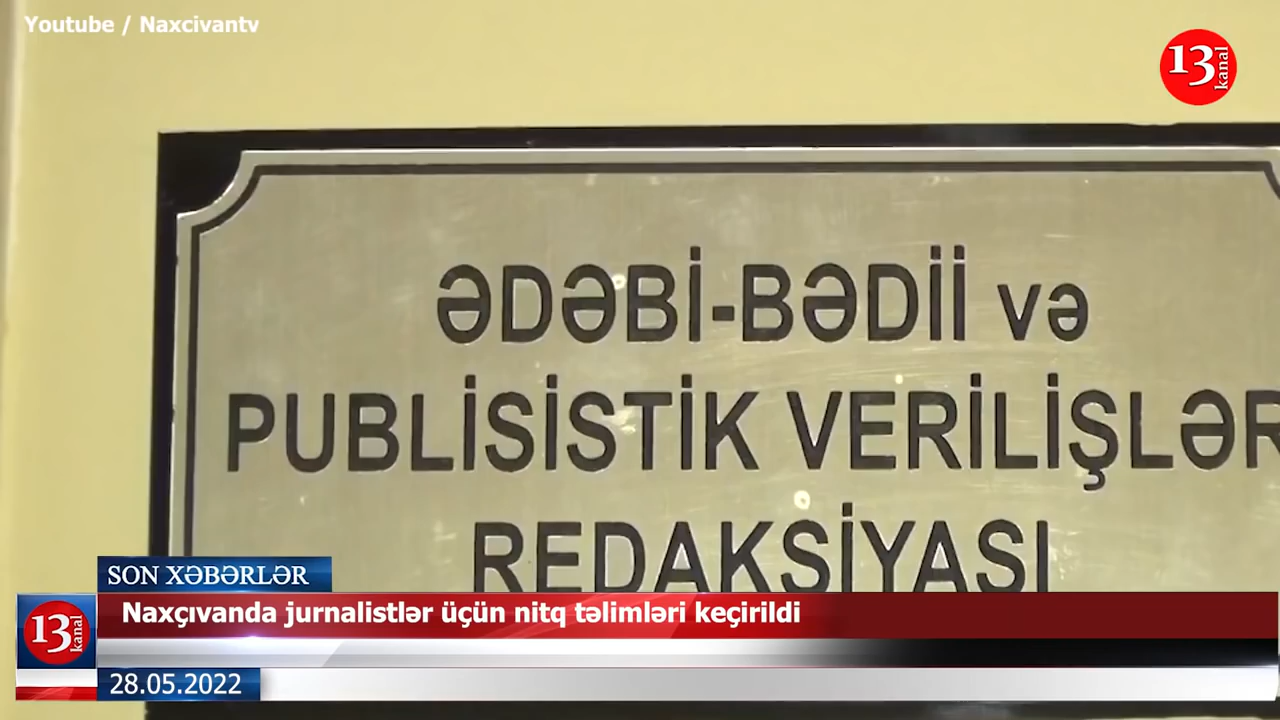 Youtube / Naxcivantv
13 kanal
ƏDƏBİ-BƏDİİ və
PUBLİSİSTİK VERİLİŞLƏR
REDAKSİYASI
SON XƏBƏRLƏR
Naxçıvanda jurnalistlər üçün nitq təlimləri keçirildi
13 kanal
28.05.2022